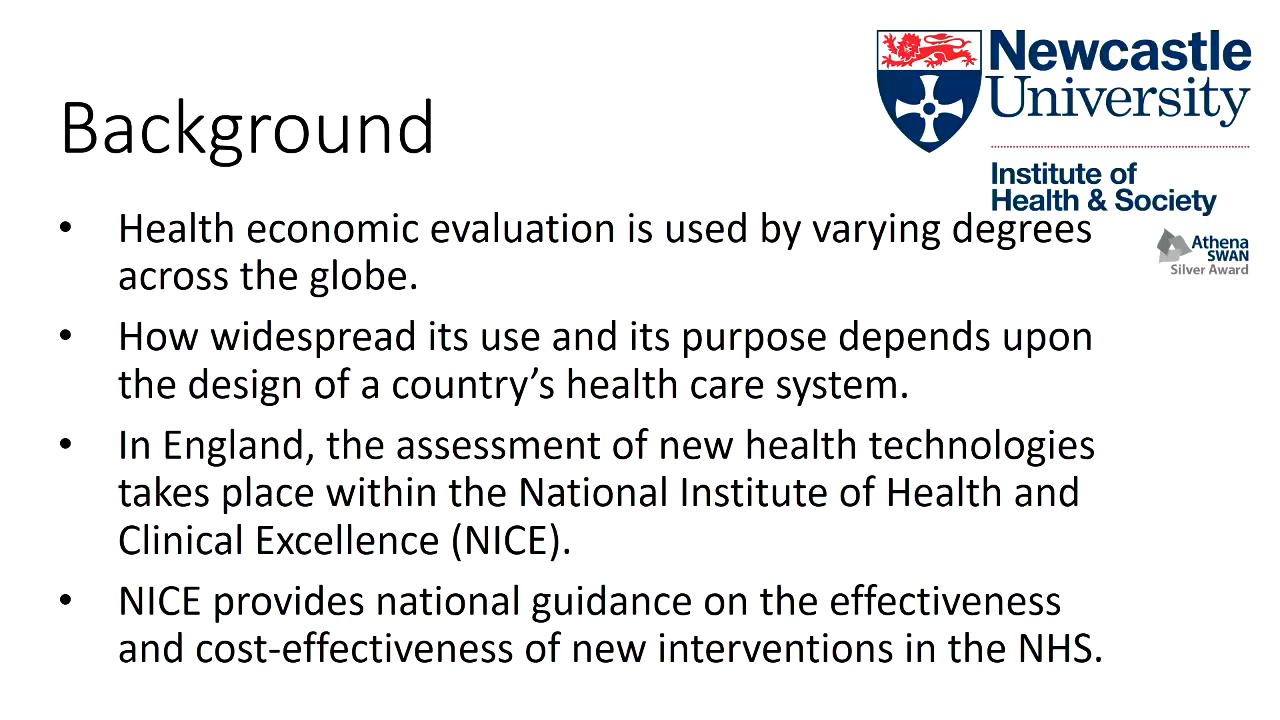 Newcastle
University
Institute of
Health & Society
Athena
SWAN
Silver Award
Background
• Health economic evaluation is used by varying degrees
across the globe.
• How widespread its use and its purpose depends upon
the design of a country’s health care system.
• In England, the assessment of new health technologies
takes place within the National Institute of Health and
Clinical Excellence (NICE).
• NICE provides national guidance on the effectiveness
and cost-effectiveness of new interventions in the NHS.